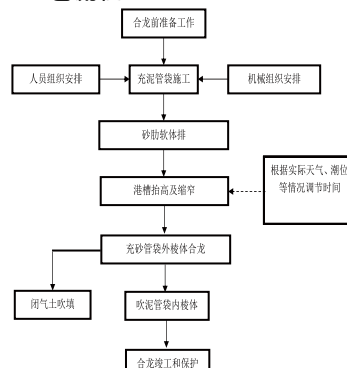 合龙前准备工作
人员组织安排
充泥管袋施工
机械组织安排
砂肋软体排
根据实际天气、潮位
等情况调节时间
港槽抬高及缩窄
充砂管袋外棱体合龙
闭气土吹填
吹泥管袋内棱体
合龙竣工和保护